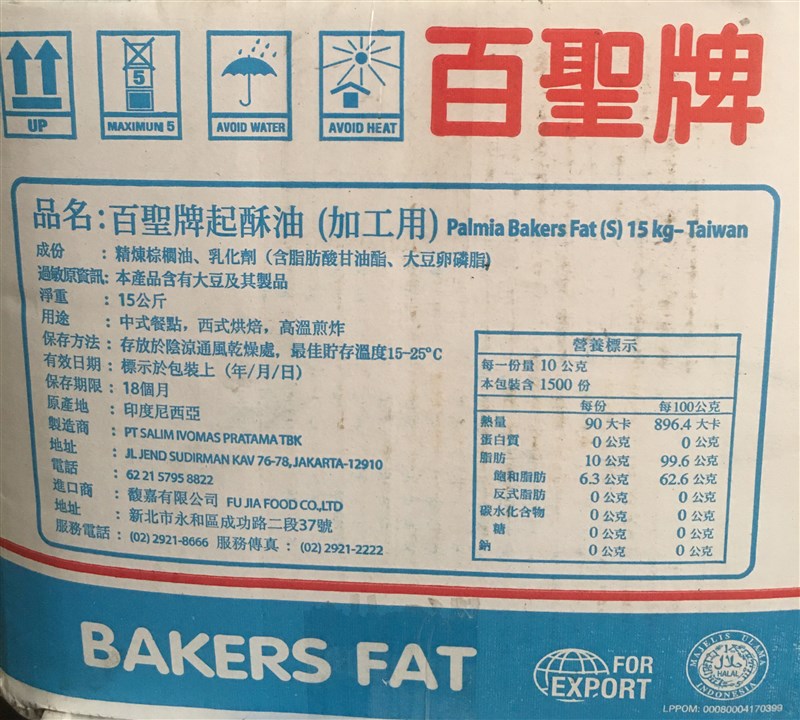 百聖牌
5
UP
MAXIMUN 5
AVOID WATER
AVOID HEAT
品名:百聖牌起酥油 (加工用) Palmia Bakers Fat (S) 15 kg-Taiwan
成份 : 精煉棕櫚油、乳化劑 (含脂肪酸甘油酯、大豆卵磷脂)
過敏原資訊: 本產品含有大豆及其製品
淨重 : 15公斤
用途 : 中式餐點，西式烘焙，高溫煎炸
保存方法 : 存放於陰涼通風乾燥處，最佳貯存溫度15-25°C
有效日期 : 標示於包裝上 (年/月/日)
保存期限 : 18個月
原產地 : 印度尼西亞
製造商 : PT SALIM IVOMAS PRATAMA TBK
地址 : JL JEND SUDIRMAN KAV 76-78, JAKARTA-12910
電話 : 62 21 5795 8822
進口商 : 馥嘉有限公司 FU JIA FOOD CO.,LTD
地址 : 新北市永和區成功路二段37號
服務電話 : (02) 2921-8666 服務傳真 : (02) 2921-2222
營養標示
每一份量 10 公克
本包裝含 1500 份
每份 每100公克
熱量 90 大卡 896.4 大卡
蛋白質 0 公克 0 公克
脂肪 10 公克 99.6 公克
飽和脂肪 6.3 公克 62.6 公克
反式脂肪 0 公克 0 公克
碳水化合物 0 公克 0 公克
糖 0 公克 0 公克
鈉 0 公克 0 公克
BAKERS FAT
FOR
EXPORT
MAJELIS ULAMA
حلال
HALAL
INDONESIA
LPPOM: 00080004170399